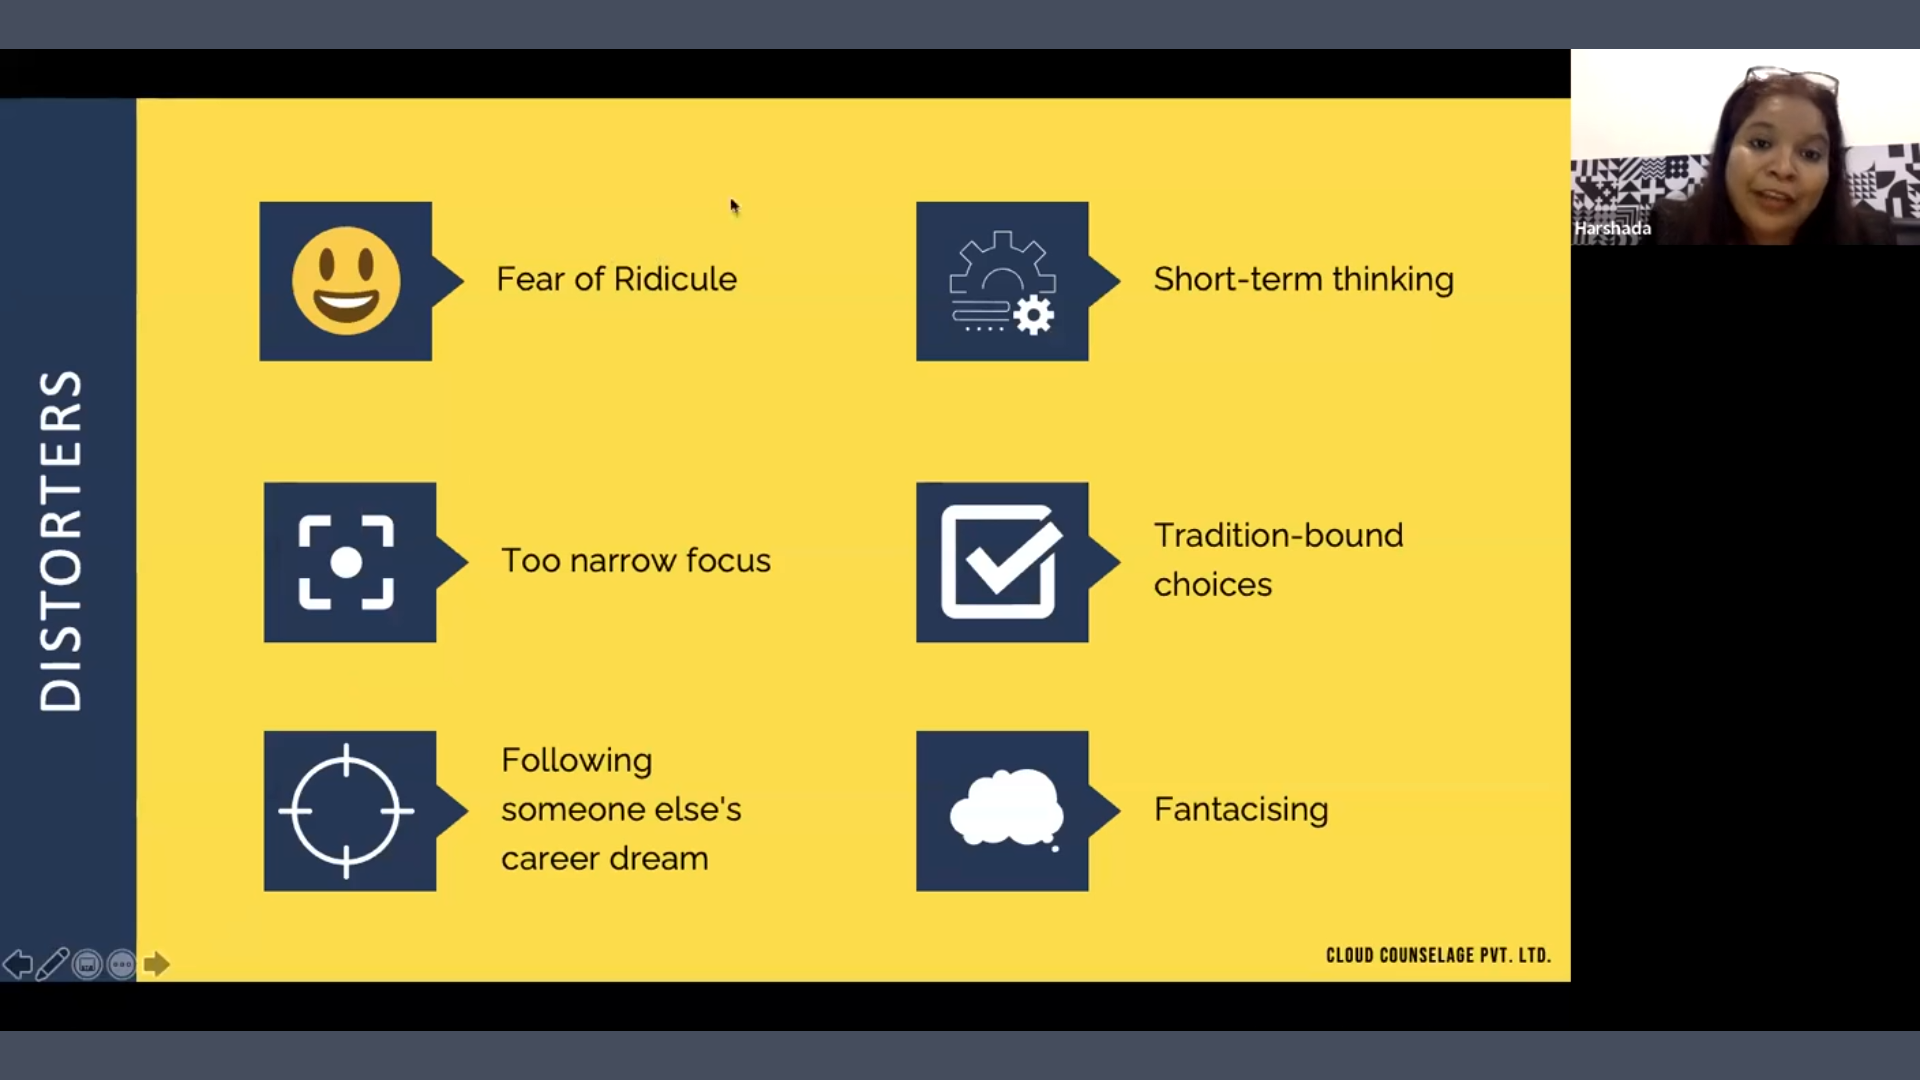 DISTORTERS
Fear of Ridicule
Short-term thinking
Too narrow focus
Tradition-bound
choices
Following
someone else's
career dream
Fantacising
CLOUD COUNSELAGE PVT. LTD.
Harshada